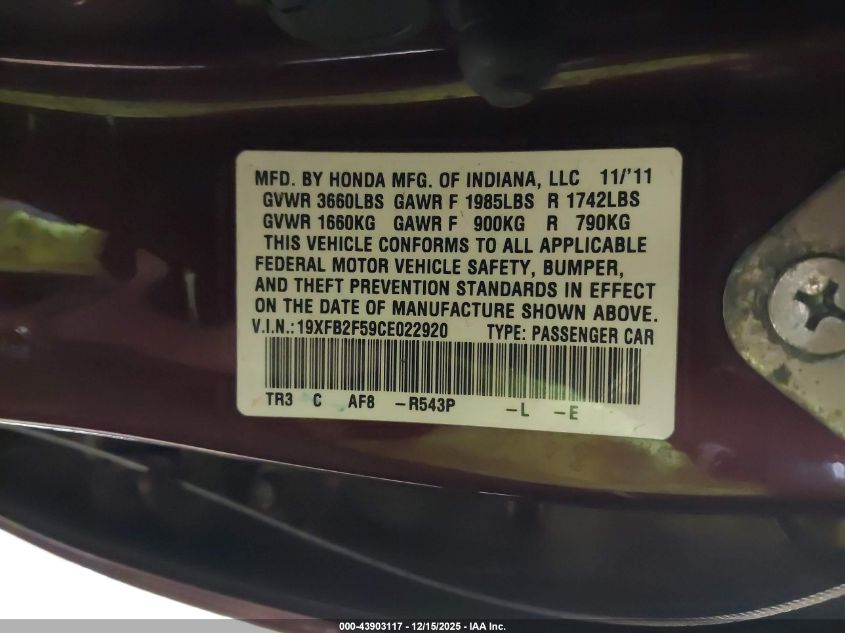 MFD. BY HONDA MFG. OF INDIANA, LLC 11/'11
GVWR 3660LBS GAWR F 1985LBS R 1742LBS
GVWR 1660KG GAWR F 900KG R 790KG
THIS VEHICLE CONFORMS TO ALL APPLICABLE
FEDERAL MOTOR VEHICLE SAFETY, BUMPER,
AND THEFT PREVENTION STANDARDS IN EFFECT
ON THE DATE OF MANUFACTURE SHOWN ABOVE.
V.I.N.:19XFB2F59CE022920 TYPE: PASSENGER CAR
TR3 C AF8 -R543P -L -E
000-43903117 - 12/15/2025 - IAA Inc.